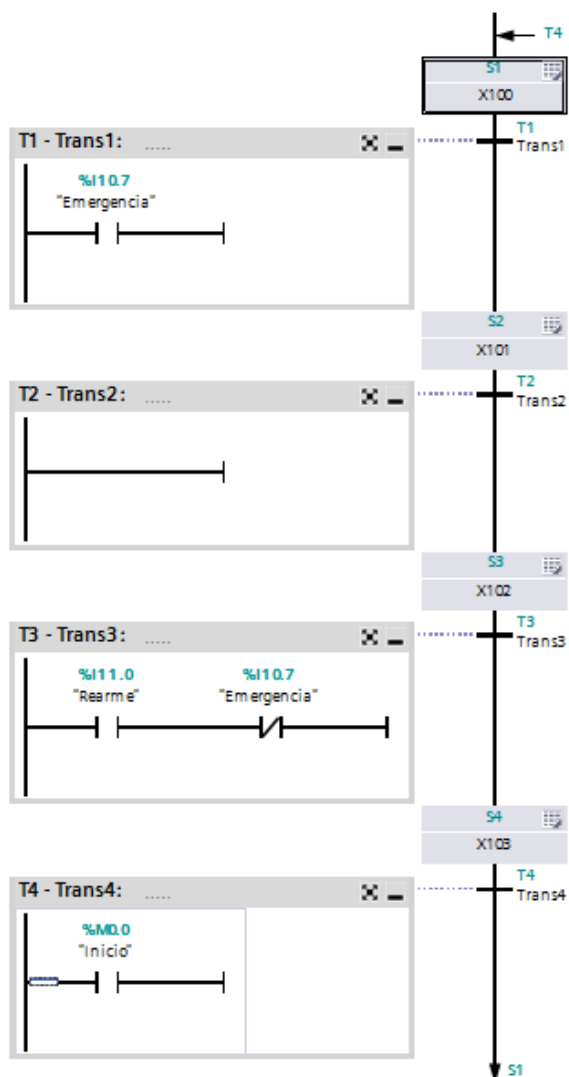 T4
S1
X100
T1 - Trans1: .....
T1
Trans1
%I10.7
"Emergencia"
S2
X101
T2 - Trans2: .....
T2
Trans2
S3
X102
T3 - Trans3: .....
T3
Trans3
%I11.0
%I10.7
"Rearme"
"Emergencia"
S4
X103
T4 - Trans4: .....
T4
Trans4
%M0.0
"Inicio"
S1